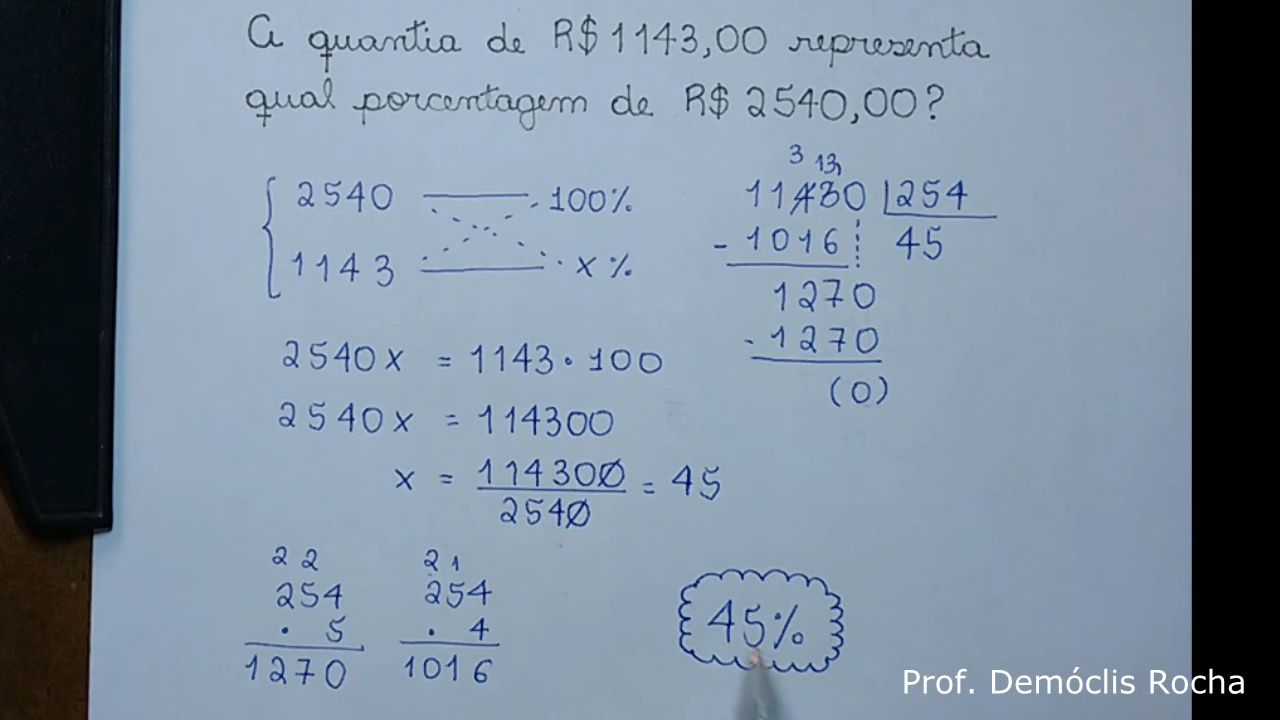 A quantia de R$ 1143,00 representa
qual porcentagem de R$ 2540,00?
2540 100%
1143 x %
2540x = 1143 · 100
2540x = 114300
x = 114300 / 2540 = 45
3 13
11430 254
- 1016 45
1270
- 1270
(0)
2 2
254
· 5
1270
2 1
254
· 4
1016
45%
Prof. Demóclis Rocha